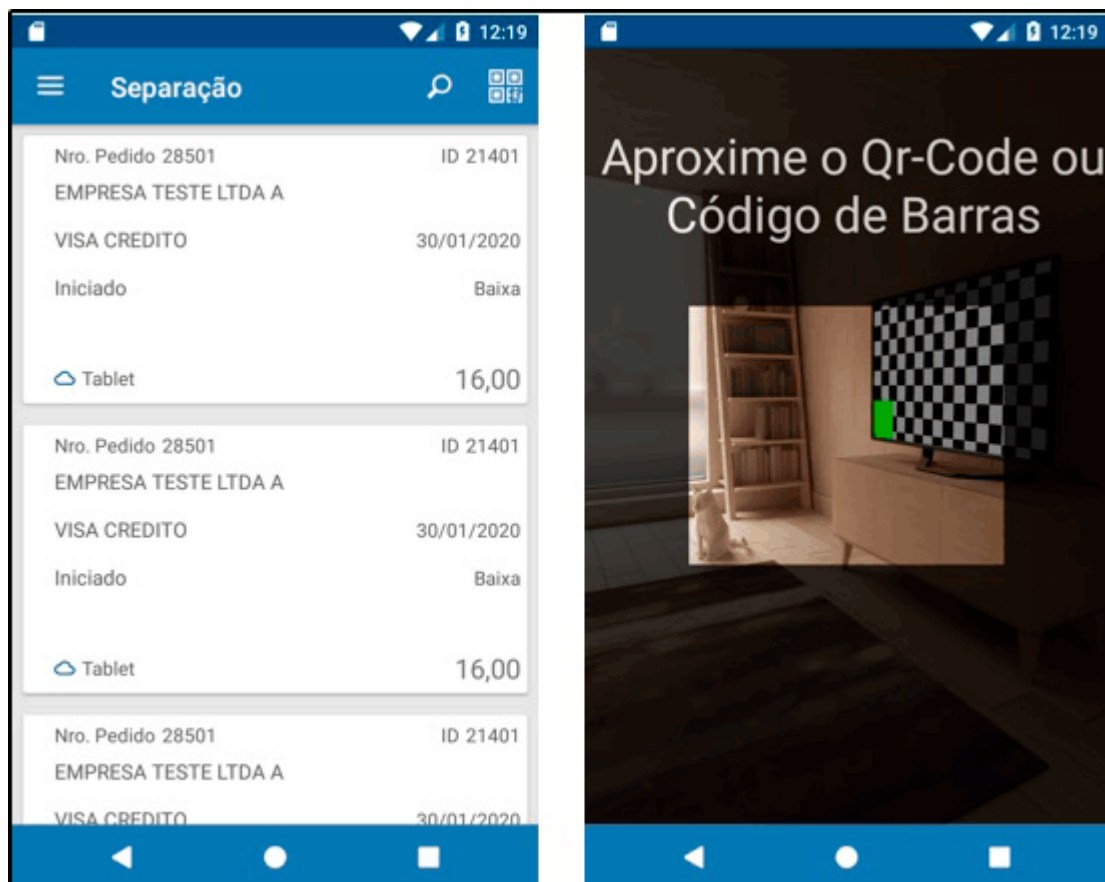 12:19
Separação
Nro. Pedido 28501 ID 21401
EMPRESA TESTE LTDA A
VISA CREDITO 30/01/2020
Iniciado Baixa
Tablet 16,00
Nro. Pedido 28501 ID 21401
EMPRESA TESTE LTDA A
VISA CREDITO 30/01/2020
Iniciado Baixa
Tablet 16,00
Nro. Pedido 28501 ID 21401
EMPRESA TESTE LTDA A
VISA CREDITO 30/01/2020
12:19
Aproxime o Qr-Code ou
Código de Barras